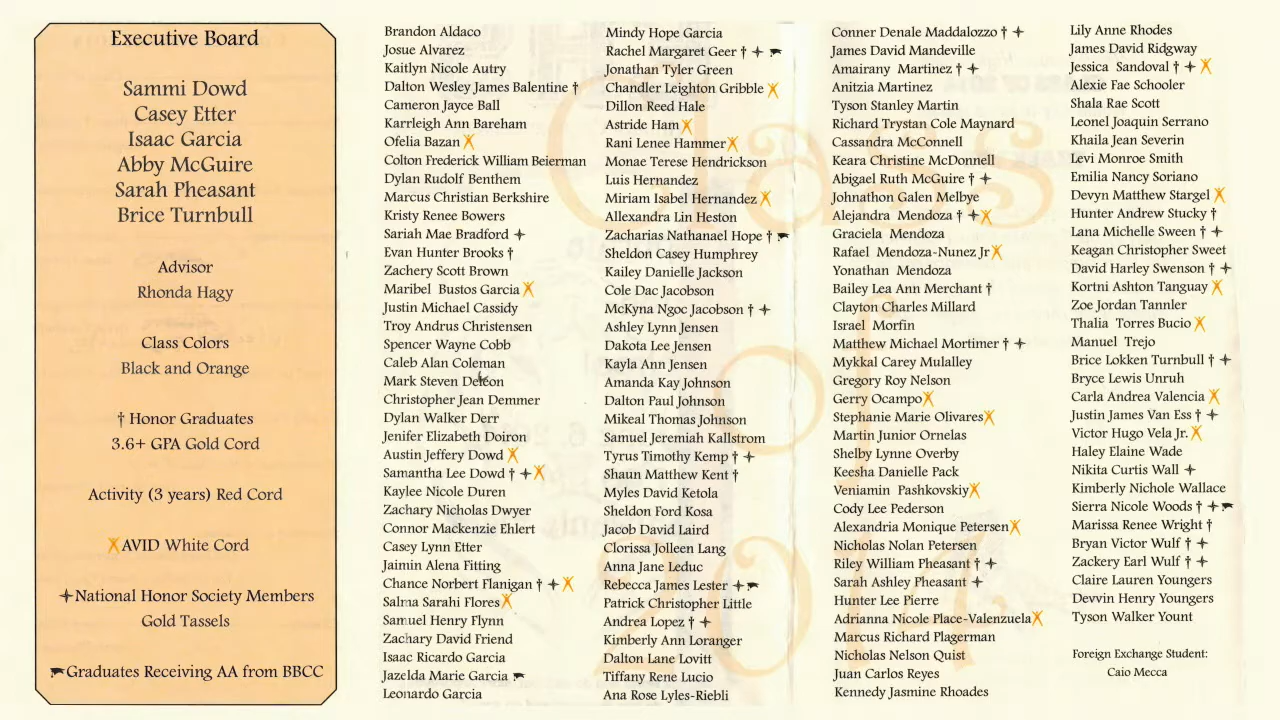 Executive Board
Sammi Dowd
Casey Etter
Isaac Garcia
Abby McGuire
Sarah Pheasant
Brice Turnbull
Advisor
Rhonda Hagy
Class Colors
Black and Orange
† Honor Graduates
3.6+ GPA Gold Cord
Activity (3 years) Red Cord
AVID White Cord
National Honor Society Members
Gold Tassels
Graduates Receiving AA from BBCC
Brandon Aldaco
Josue Alvarez
Kaitlyn Nicole Autry
Dalton Wesley James Balentine †
Cameron Jayce Ball
Karrleigh Ann Bareham
Ofelia Bazan
Colton Frederick William Beierman
Dylan Rudolf Benthem
Marcus Christian Berkshire
Kristy Renee Bowers
Sariah Mae Bradford
Evan Hunter Brooks †
Zachery Scott Brown
Maribel Bustos Garcia
Justin Michael Cassidy
Troy Andrus Christensen
Spencer Wayne Cobb
Caleb Alan Coleman
Mark Steven Deleon
Christopher Jean Demmer
Dylan Walker Derr
Jenifer Elizabeth Doiron
Austin Jeffery Dowd
Samantha Lee Dowd †
Kaylee Nicole Duren
Zachary Nicholas Dwyer
Connor Mackenzie Ehlert
Casey Lynn Etter
Jaimin Alena Fitting
Chance Norbert Flanigan †
Salma Sarahi Flores
Samuel Henry Flynn
Zachary David Friend
Isaac Ricardo Garcia
Jazelda Marie Garcia
Leonardo Garcia
Mindy Hope Garcia
Rachel Margaret Geer †
Jonathan Tyler Green
Chandler Leighton Gribble
Dillon Reed Hale
Astride Ham
Rani Lenee Hammer
Monae Terese Hendrickson
Luis Hernandez
Miriam Isabel Hernandez
Allexandra Lin Heston
Zacharias Nathanael Hope †
Sheldon Casey Humphrey
Kailey Danielle Jackson
Cole Dac Jacobson
McKyna Ngoc Jacobson †
Ashley Lynn Jensen
Dakota Lee Jensen
Kayla Ann Jensen
Amanda Kay Johnson
Dalton Paul Johnson
Mikeal Thomas Johnson
Samuel Jeremiah Kallstrom
Tyrus Timothy Kemp †
Shaun Matthew Kent †
Myles David Ketola
Sheldon Ford Kosa
Jacob David Laird
Clorissa Jolleen Lang
Anna Jane Leduc
Rebecca James Lester
Patrick Christopher Little
Andrea Lopez †
Kimberly Ann Loranger
Dalton Lane Lovitt
Tiffany Rene Lucio
Ana Rose Lyles-Riebli
Conner Denale Maddalozzo †
James David Mandeville
Amairany Martinez †
Anitzia Martinez
Tyson Stanley Martin
Richard Trystan Cole Maynard
Cassandra McConnell
Keara Christine McDonnell
Abigael Ruth McGuire †
Johnathon Galen Melbye
Alejandra Mendoza †
Graciela Mendoza
Rafael Mendoza-Nunez Jr
Yonathan Mendoza
Bailey Lea Ann Merchant †
Clayton Charles Millard
Israel Morfin
Matthew Michael Mortimer †
Mykkal Carey Mulalley
Gregory Roy Nelson
Gerry Ocampo
Stephanie Marie Olivares
Martin Junior Ornelas
Shelby Lynne Overby
Keesha Danielle Pack
Veniamin Pashkovskiy
Cody Lee Pederson
Alexandria Monique Petersen
Nicholas Nolan Petersen
Riley William Pheasant †
Sarah Ashley Pheasant
Hunter Lee Pierre
Adrianna Nicole Place-Valenzuela
Marcus Richard Plagerman
Nicholas Nelson Quist
Juan Carlos Reyes
Kennedy Jasmine Rhoades
Lily Anne Rhodes
James David Ridgway
Jessica Sandoval †
Alexie Fae Schooler
Shala Rae Scott
Leonel Joaquin Serrano
Khaila Jean Severin
Levi Monroe Smith
Emilia Nancy Soriano
Devyn Matthew Stargel
Hunter Andrew Stucky †
Lana Michelle Sween †
Keagan Christopher Sweet
David Harley Swenson †
Kortni Ashton Tanguay
Zoe Jordan Tannler
Thalia Torres Bucio
Manuel Trejo
Brice Lokken Turnbull †
Bryce Lewis Unruh
Carla Andrea Valencia
Justin James Van Ess †
Victor Hugo Vela Jr.
Haley Elaine Wade
Nikita Curtis Wall
Kimberly Nichole Wallace
Sierra Nicole Woods †
Marissa Renee Wright †
Bryan Victor Wulf †
Zackery Earl Wulf †
Claire Lauren Youngers
Devvin Henry Youngers
Tyson Walker Yount
Foreign Exchange Student:
Caio Mecca
Class
of
2017